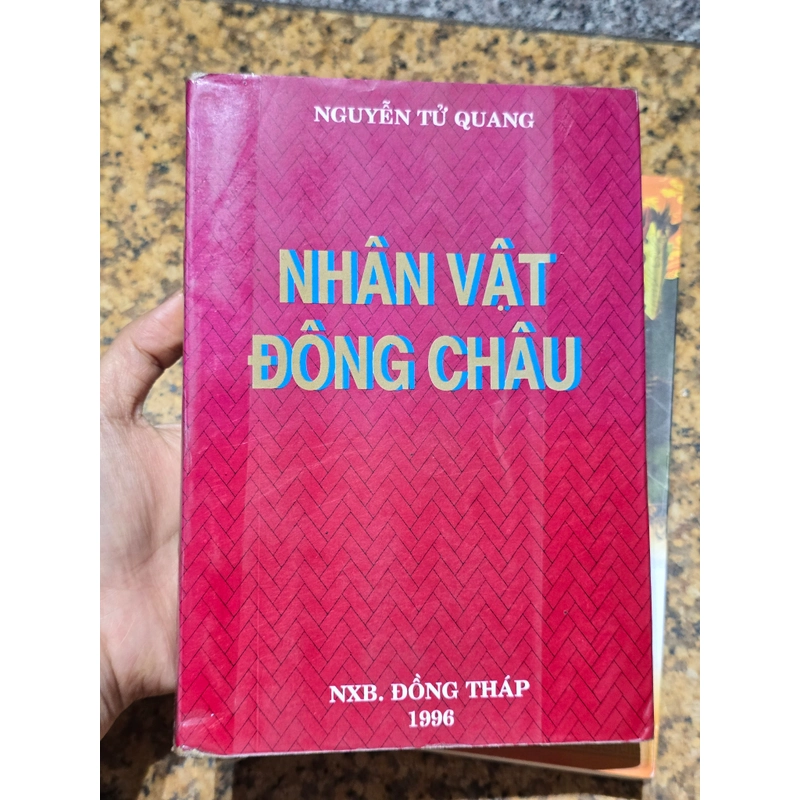 NGUYỄN TỬ QUANG
NHÂN VẬT
ĐÔNG CHÂU
NXB. ĐỒNG THÁP
1996